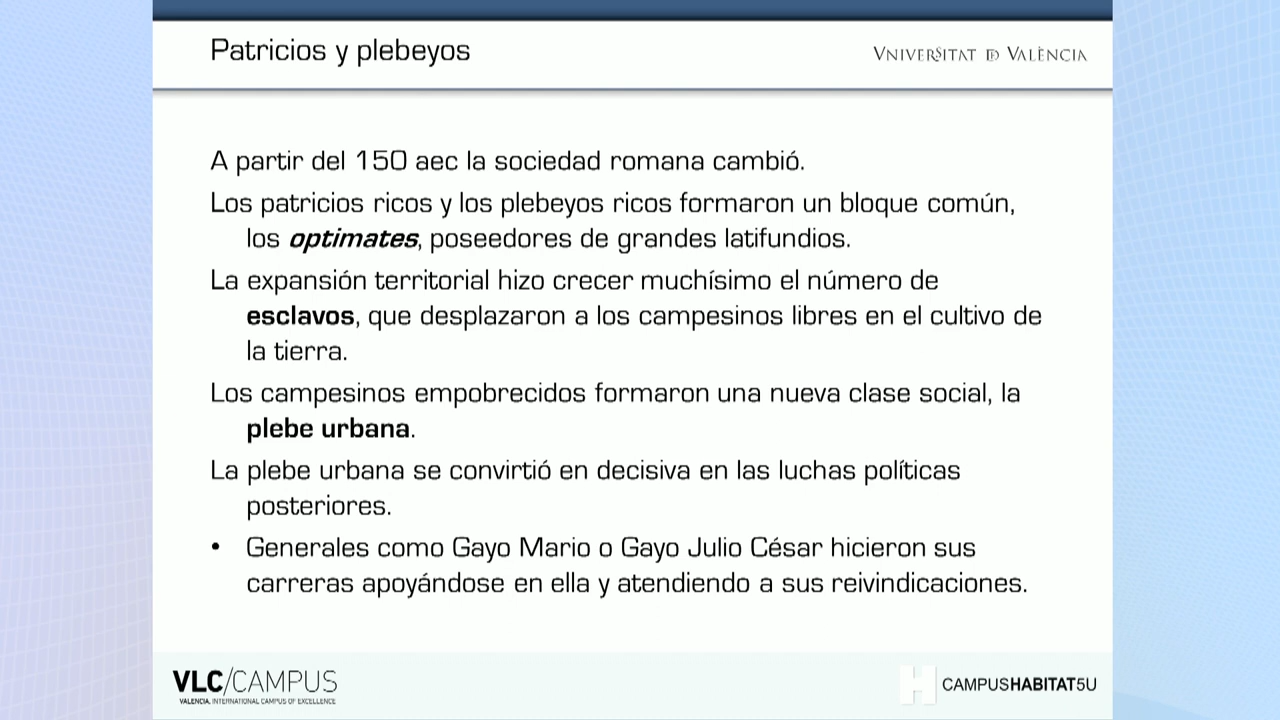 Patricios y plebeyos
VNIVERSITAT DE VALÈNCIA
A partir del 150 aec la sociedad romana cambió.
Los patricios ricos y los plebeyos ricos formaron un bloque común,
los optimates, poseedores de grandes latifundios.
La expansión territorial hizo crecer muchísimo el número de
esclavos, que desplazaron a los campesinos libres en el cultivo de
la tierra.
Los campesinos empobrecidos formaron una nueva clase social, la
plebe urbana.
La plebe urbana se convirtió en decisiva en las luchas políticas
posteriores.
• Generales como Gayo Mario o Gayo Julio César hicieron sus
carreras apoyándose en ella y atendiendo a sus reivindicaciones.
VLC/CAMPUS
VALENCIA, INTERNATIONAL CAMPUS OF EXCELLENCE
H CAMPUSHABITAT5U